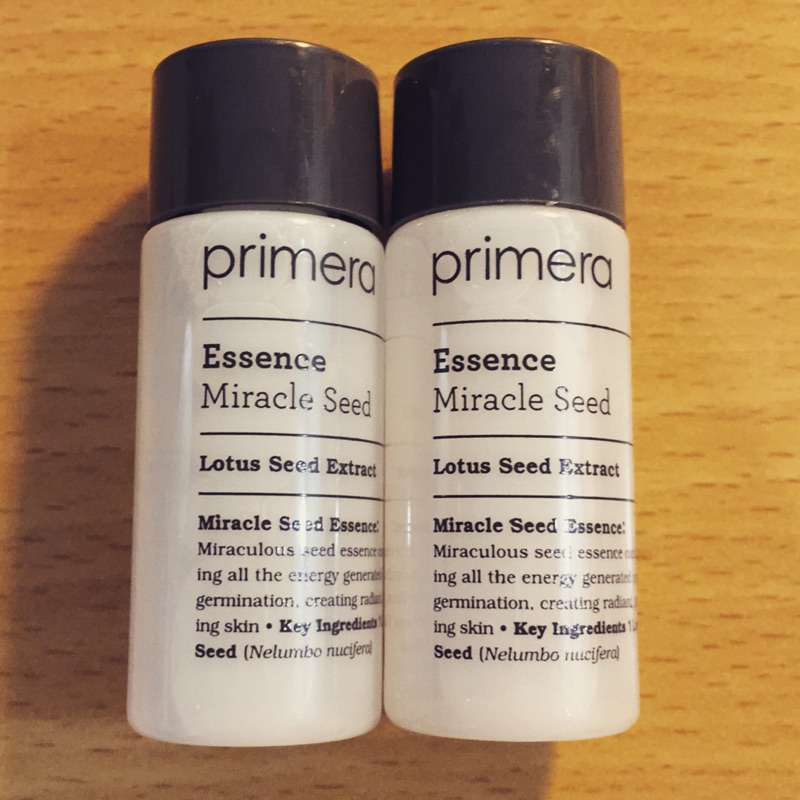 primera
Essence
Miracle Seed
Lotus Seed Extract
Miracle Seed Essence:
Miraculous seed essence
ing all the energy generated
germination, creating
ing skin • Key Ingredients
Seed (Nelumbo nucifera)
primera
Essence
Miracle Seed
Lotus Seed Extract
Miracle Seed Essence:
Miraculous seed essence
ing all the energy generated
germination, creating
ing skin • Key Ingredients
Seed (Nelumbo nucifera)